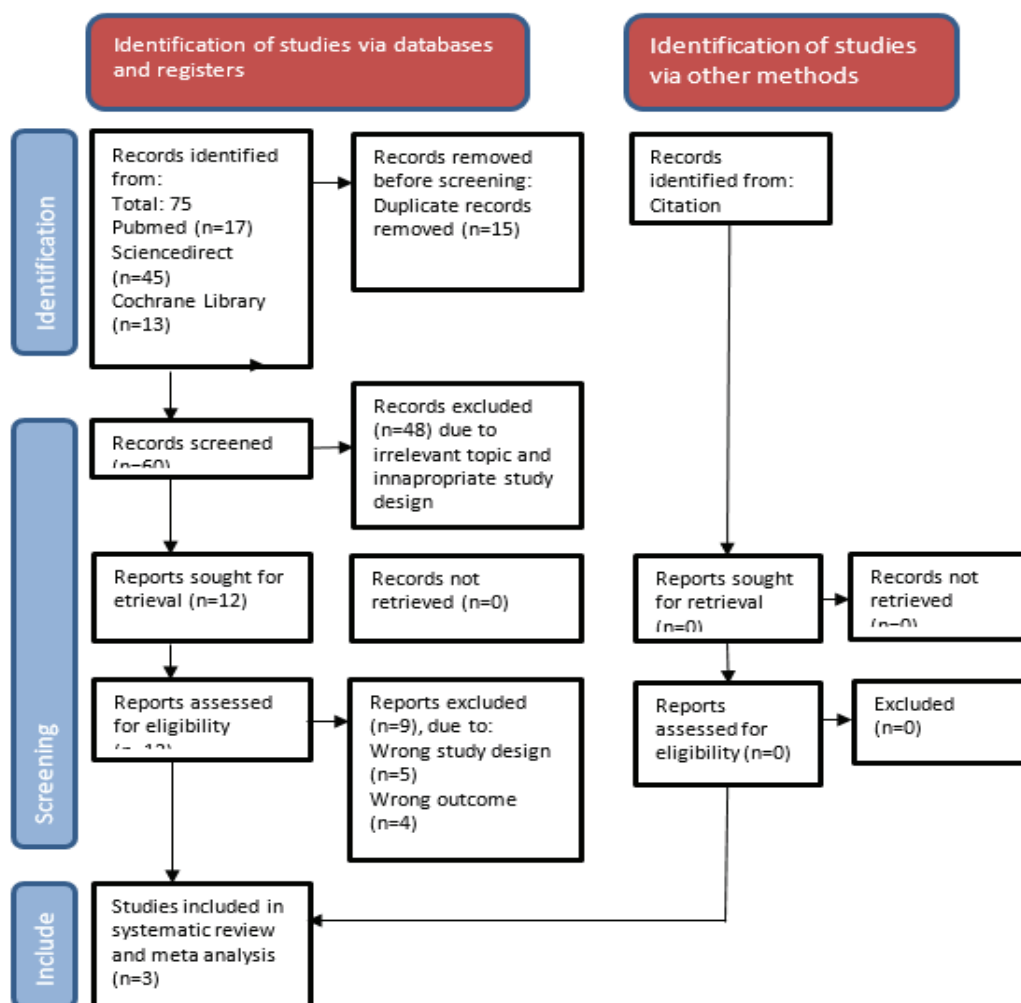 Identification of studies via databases
and registers
Identification of studies
via other methods
Identification
Records identified
from:
Total: 75
Pubmed (n=17)
Sciencedirect
(n=45)
Cochrane Library
(n=13)
Records removed
before screening:
Duplicate records
removed (n=15)
Records
identified from:
Citation
Screening
Records screened
(n=60)
Records excluded
(n=48) due to
irrelevant topic and
innapropriate study
design
Reports sought for
etrieval (n=12)
Records not
retrieved (n=0)
Reports sought
for retrieval
(n=0)
Records not
retrieved
(n=0)
Reports assessed
for eligibility
Reports excluded
(n=9), due to:
Wrong study design
(n=5)
Wrong outcome
(n=4)
Reports
assessed for
eligibility (n=0)
Excluded
(n=0)
Include
Studies included in
systematic review
and meta analysis
(n=3)